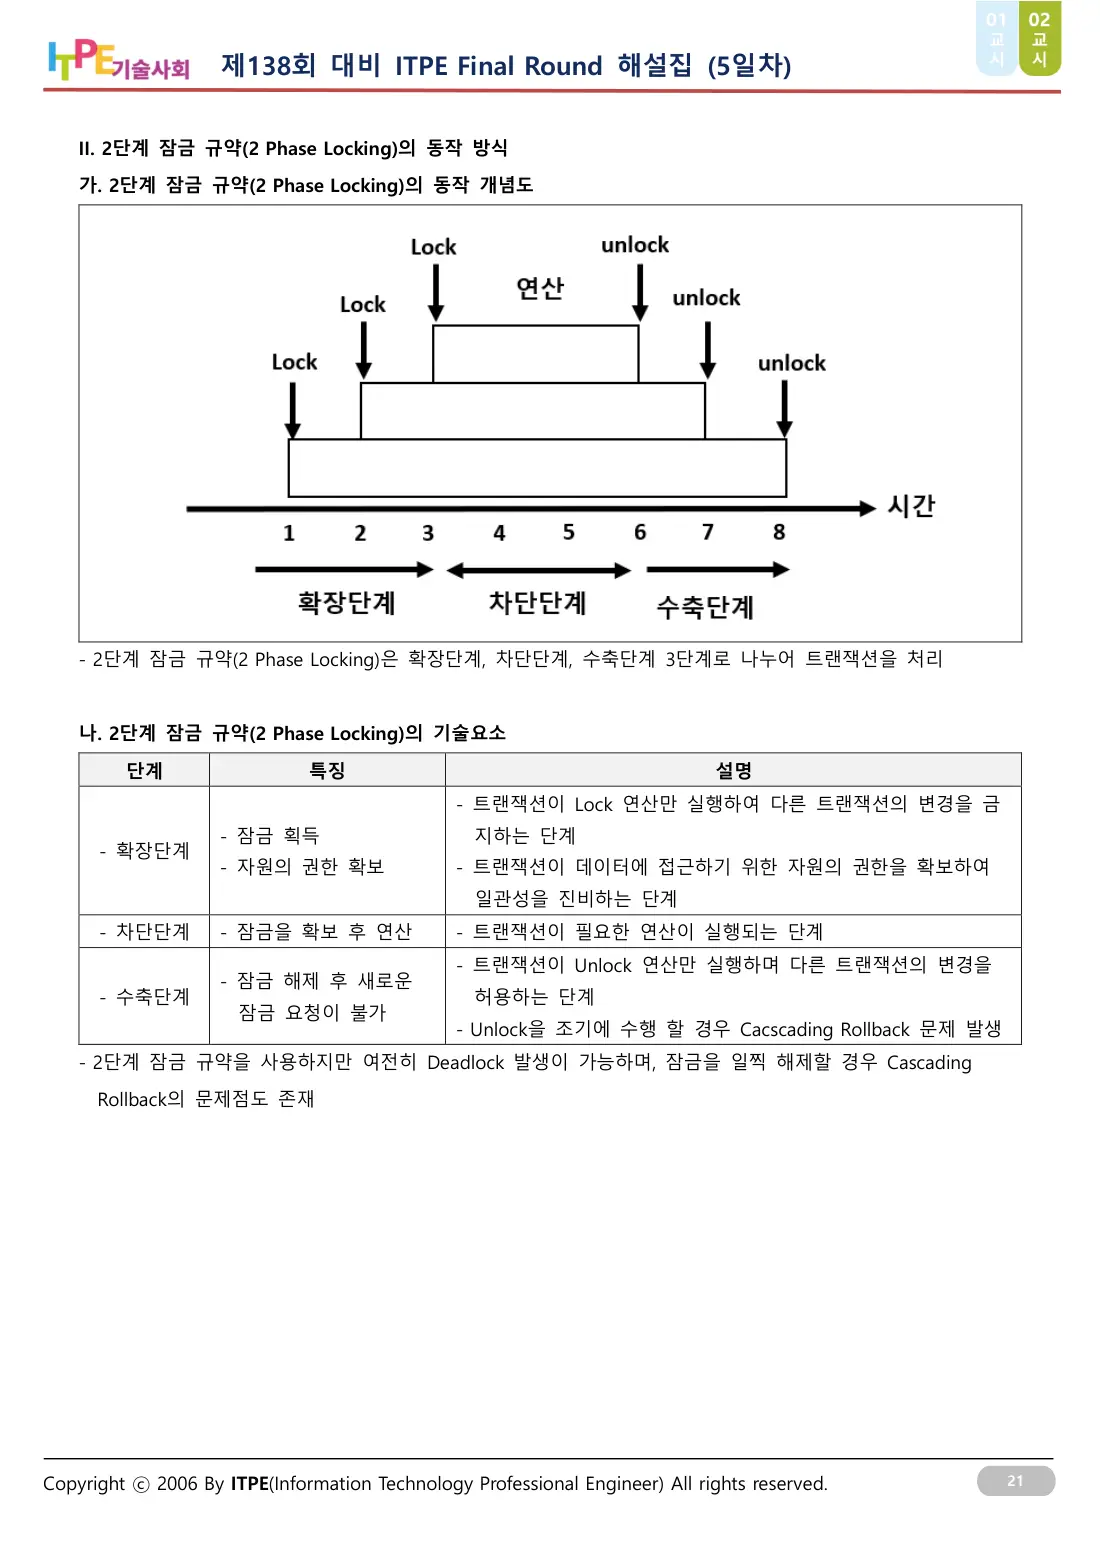 01
교
시
02
교
시
ITPE기술사회 제138회 대비 ITPE Final Round 해설집 (5일차)
II. 2단계 잠금 규약(2 Phase Locking)의 동작 방식
가. 2단계 잠금 규약(2 Phase Locking)의 동작 개념도
Lock unlock
연산
Lock unlock
Lock unlock
시간
1 2 3 4 5 6 7 8
확장단계 차단단계 수축단계
- 2단계 잠금 규약(2 Phase Locking)은 확장단계, 차단단계, 수축단계 3단계로 나누어 트랜잭션을 처리
나. 2단계 잠금 규약(2 Phase Locking)의 기술요소
단계 특징 설명
- 확장단계
- 잠금 획득
- 자원의 권한 확보
- 트랜잭션이 Lock 연산만 실행하여 다른 트랜잭션의 변경을 금
지하는 단계
- 트랜잭션이 데이터에 접근하기 위한 자원의 권한을 확보하여
일관성을 진비하는 단계
- 차단단계 - 잠금을 확보 후 연산 - 트랜잭션이 필요한 연산이 실행되는 단계
- 수축단계
- 잠금 해제 후 새로운
잠금 요청이 불가
- 트랜잭션이 Unlock 연산만 실행하며 다른 트랜잭션의 변경을
허용하는 단계
- Unlock을 조기에 수행 할 경우 Cacscading Rollback 문제 발생
- 2단계 잠금 규약을 사용하지만 여전히 Deadlock 발생이 가능하며, 잠금을 일찍 해제할 경우 Cascading
Rollback의 문제점도 존재
Copyright ⓒ 2006 By ITPE(Information Technology Professional Engineer) All rights reserved. 21